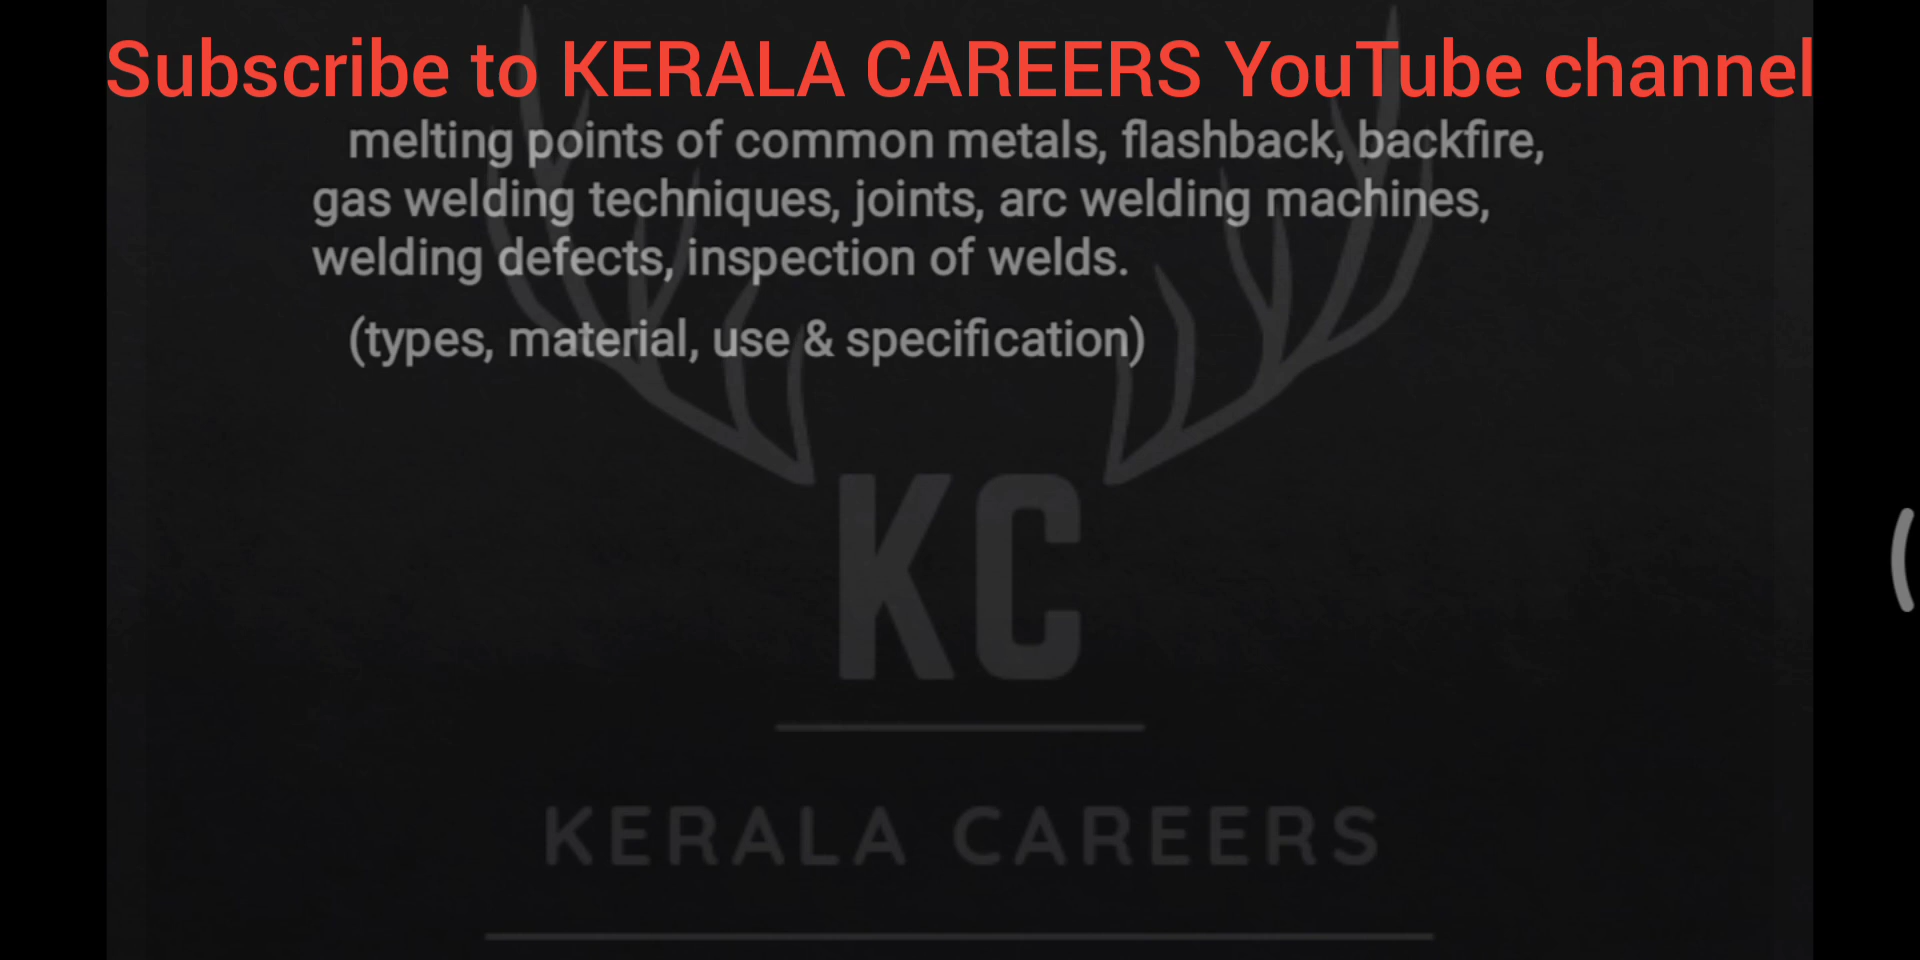 Subscribe to KERALA CAREERS YouTube channel
melting points of common metals, flashback, backfire,
gas welding techniques, joints, arc welding machines,
welding defects, inspection of welds.
(types, material, use & specification)
KC
KERALA CAREERS